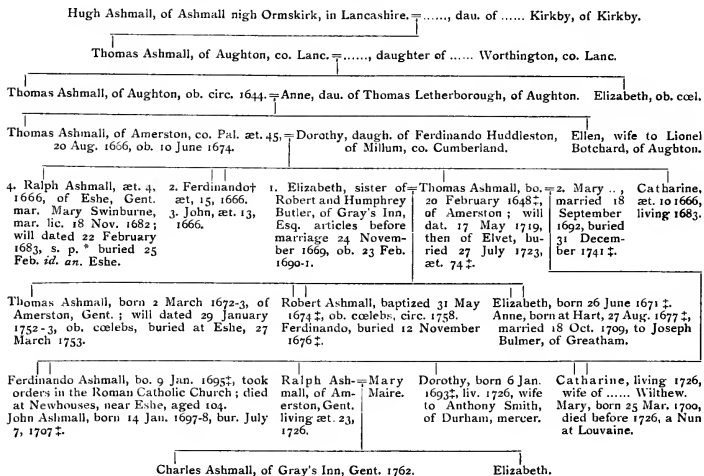 Hugh Ashmall, of Ashmall nigh Ormskirk, in Lancashire. = ......, dau. of ...... Kirkby, of Kirkby.
Thomas Ashmall, of Aughton, co. Lanc. = ......, daughter of ...... Worthington, co. Lanc.
Thomas Ashmall, of Aughton, ob. circ. 1644. = Anne, dau. of Thomas Letherborough, of Aughton. Elizabeth, ob. cœl.
Thomas Ashmall, of Amerston, co. Pal. æt. 45,
20 Aug. 1666, ob. 10 June 1674.
= Dorothy, daugh. of Ferdinando Huddleston,
of Millum, co. Cumberland.
Ellen, wife to Lionel
Botchard, of Aughton.
4. Ralph Ashmall, æt. 4,
1666, of Eshe, Gent.
mar. Mary Swinburne,
mar. lic. 18 Nov. 1682;
will dated 22 February
1683, s. p. * buried 25
Feb. id. an. Eshe.
2. Ferdinando†
æt, 15, 1666.
3. John, æt. 13,
1666.
1. Elizabeth, sister of
Robert and Humphrey
Butler, of Gray's Inn,
Esq. articles before
marriage 24 Novem-
ber 1669, ob. 23 Feb.
1690-1.
= Thomas Ashmall, bo.
20 February 1648‡,
of Amerston; will
dat. 17 May 1719,
then of Elvet, bu-
ried 27 July 1723,
æt. 74 ‡.
= 2. Mary ..,
married 18
September
1692, buried
31 Decem-
ber 1741 ‡.
Catharine,
æt. 10 1666,
living 1683.
Thomas Ashmall, born 2 March 1672-3, of
Amerston, Gent.; will dated 29 January
1752-3, ob. cœlebs, buried at Eshe, 27
March 1753.
Robert Ashmall, baptized 31 May
1674 ‡, ob. cœlebs, circ. 1758.
Ferdinando, buried 12 November
1676 ‡.
Elizabeth, born 26 June 1671 ‡.
Anne, born at Hart, 27 Aug. 1677 ‡,
married 18 Oct. 1709, to Joseph
Bulmer, of Greatham.
Ferdinando Ashmall, bo. 9 Jan. 1695‡, took
orders in the Roman Catholic Church; died
at Newhouses, near Eshe, aged 104.
John Ashmall, born 14 Jan. 1697-8, bur. July
7, 1707 ‡.
Ralph Ash-
mall, of Am-
erston, Gent.
living æt. 23,
1726.
= Mary
Maire.
Dorothy, born 6 Jan.
1693‡, liv. 1726, wife
to Anthony Smith,
of Durham, mercer.
Catharine, living 1726,
wife of ...... Wilthew.
Mary, born 25 Mar. 1700,
died before 1726, a Nun
at Louvaine.
Charles Ashmall, of Gray's Inn, Gent. 1762. Elizabeth.